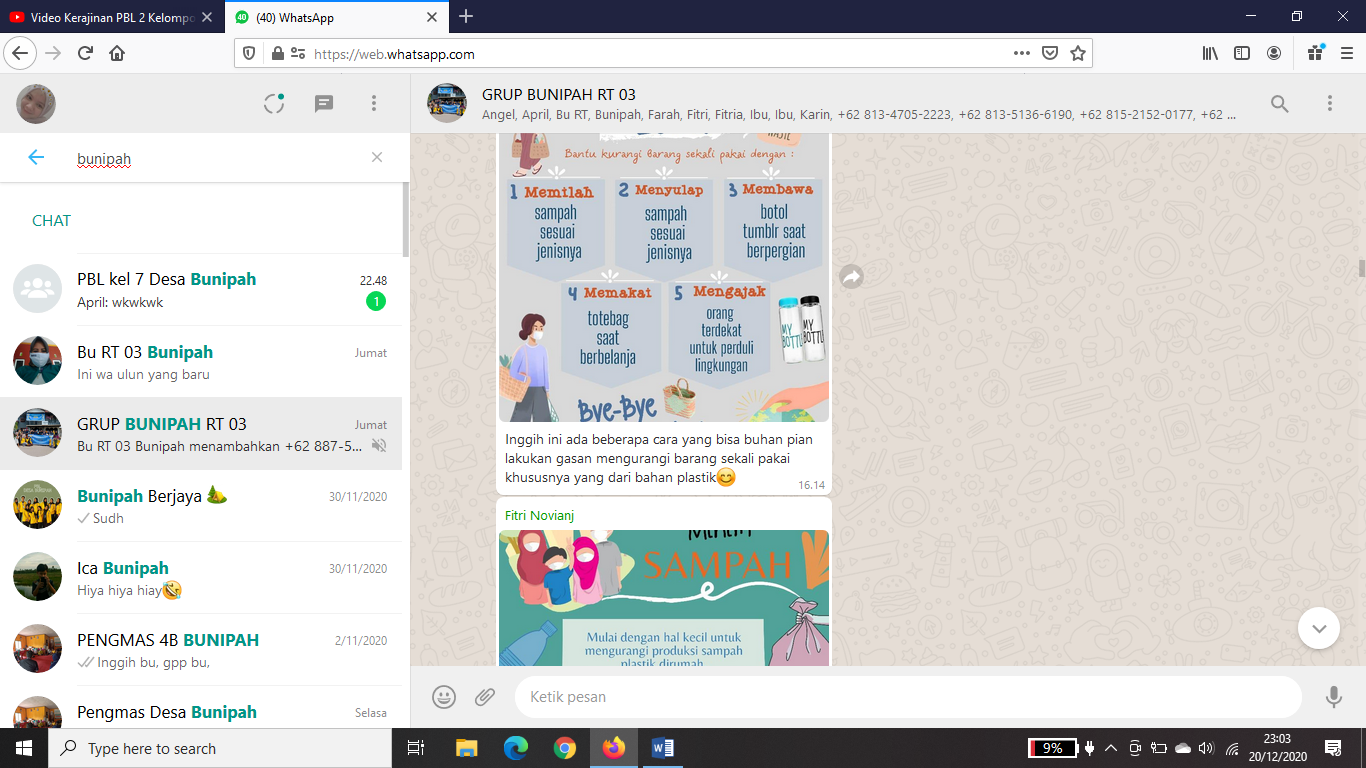 Video Kerajinan PBL 2 Kelompo
(40) WhatsApp
https://web.whatsapp.com
bunipah
CHAT
PBL kel 7 Desa Bunipah
22.48
April: wkwkwk
1
Bu RT 03 Bunipah
Jumat
Ini wa ulun yang baru
GRUP BUNIPAH RT 03
Jumat
Bu RT 03 Bunipah menambahkan +62 887-5...
Bunipah Berjaya
30/11/2020
Sudh
Ica Bunipah
30/11/2020
Hiya hiya hiay
PENGMAS 4B BUNIPAH
2/11/2020
Inggih bu, gpp bu,
Pengmas Desa Bunipah
Selasa
GRUP BUNIPAH RT 03
Angel, April, Bu RT, Bunipah, Farah, Fitri, Fitria, Ibu, Ibu, Karin, +62 813-4705-2223, +62 813-5136-6190, +62 815-2152-0177, +62 ...
Bantu kurangi barang sekali pakai dengan :
1 Memilah
sampah
sesuai
jenisnya
2 Menyulap
sampah
sesuai
jenisnya
3 Membawa
botol
tumblr saat
berpergian
4 Memakai
totebag
saat
berbelanja
5 Mengajak
orang
terdekat
untuk perduli
lingkungan
MY
BOTTL
MY
BOTTL
Bye-Bye
Inggih ini ada beberapa cara yang bisa buhan pian
lakukan gasan mengurangi barang sekali pakai
khususnya yang dari bahan plastik
16.14
Fitri Novianj
SAMPAH
Mulai dengan hal kecil untuk
mengurangi produksi sampah
plastik dirumah
Ketik pesan
Type here to search
9%
23:03
20/12/2020